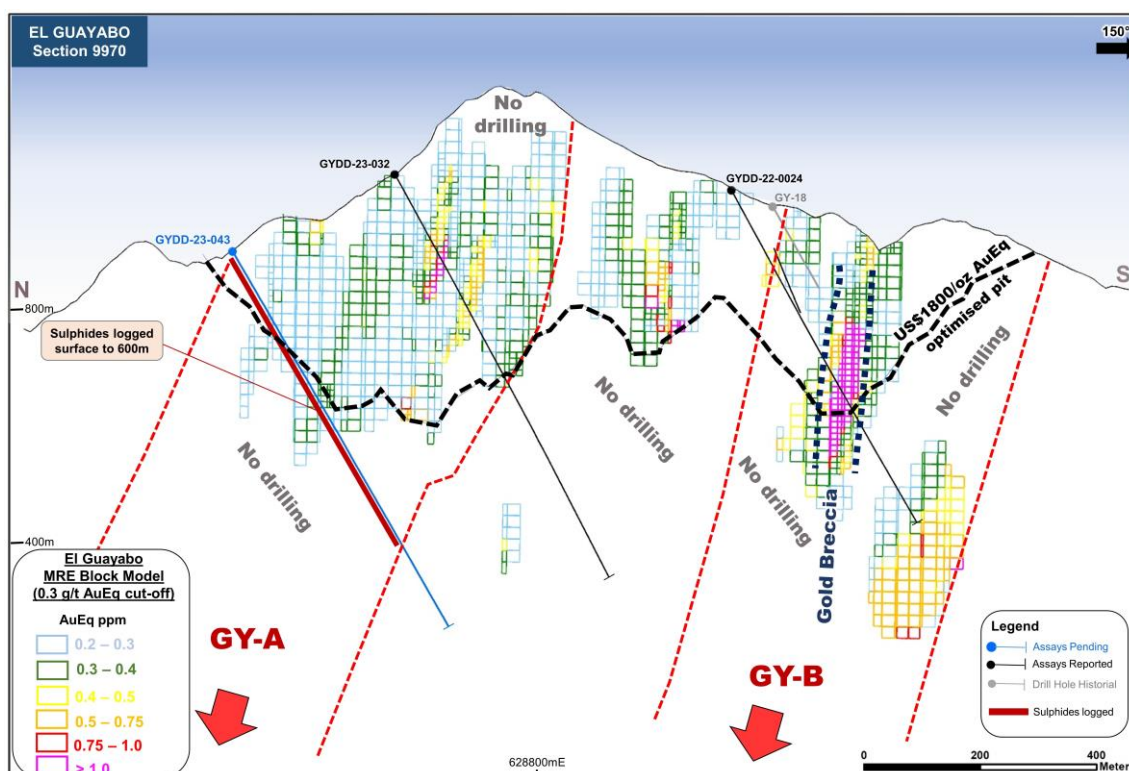 EL GUAYABO
Section 9970
150°
No
drilling
GYDD-23-032
GYDD-22-0024
GY-18
GYDD-23-043
N
S
800m
US$1800/oz AuEq
optimised pit
Sulphides logged
surface to 600m
No drilling
No drilling
No drilling
No drilling
Gold Breccia
400m
El Guayabo
MRE Block Model
(0.3 g/t AuEq cut-off)
AuEq ppm
0.2 – 0.3
0.3 – 0.4
0.4 – 0.5
0.5 – 0.75
0.75 – 1.0
> 1.0
GY-A
GY-B
Legend
Assays Pending
Assays Reported
Drill Hole Historial
Sulphides logged
628800mE
0
200
400
Meter